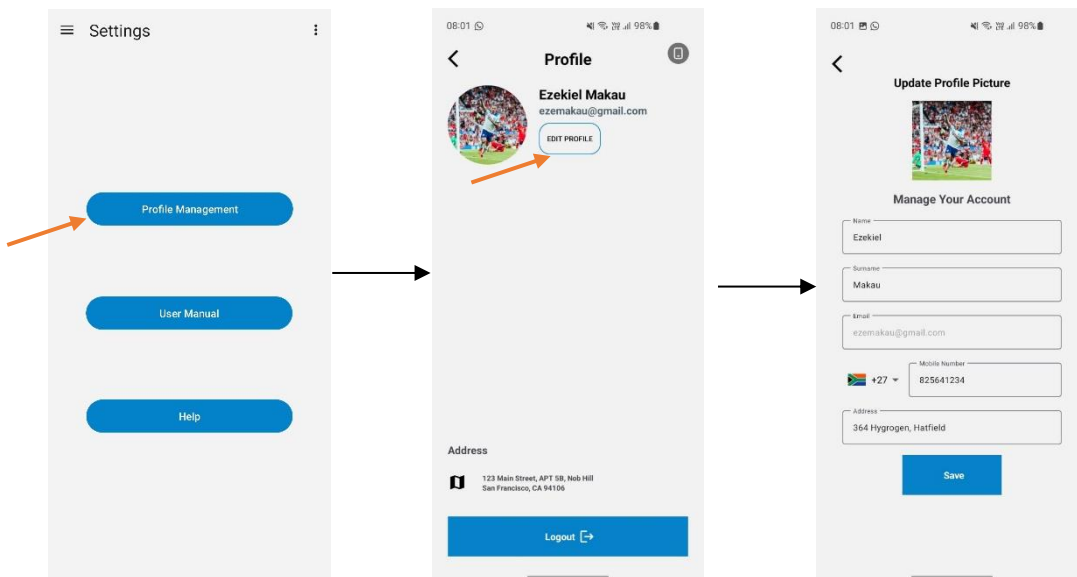 Settings
Profile Management
User Manual
Help
08:01
98%
Profile
Ezekiel Makau
ezemakau@gmail.com
EDIT PROFILE
Address
123 Main Street, APT 5B, Nob Hill
San Francisco, CA 94106
Logout
08:01
98%
Update Profile Picture
Manage Your Account
Name
Ezekiel
Surname
Makau
Email
ezemakau@gmail.com
Mobile Number
+27 825641234
Address
364 Hygrogen, Hatfield
Save